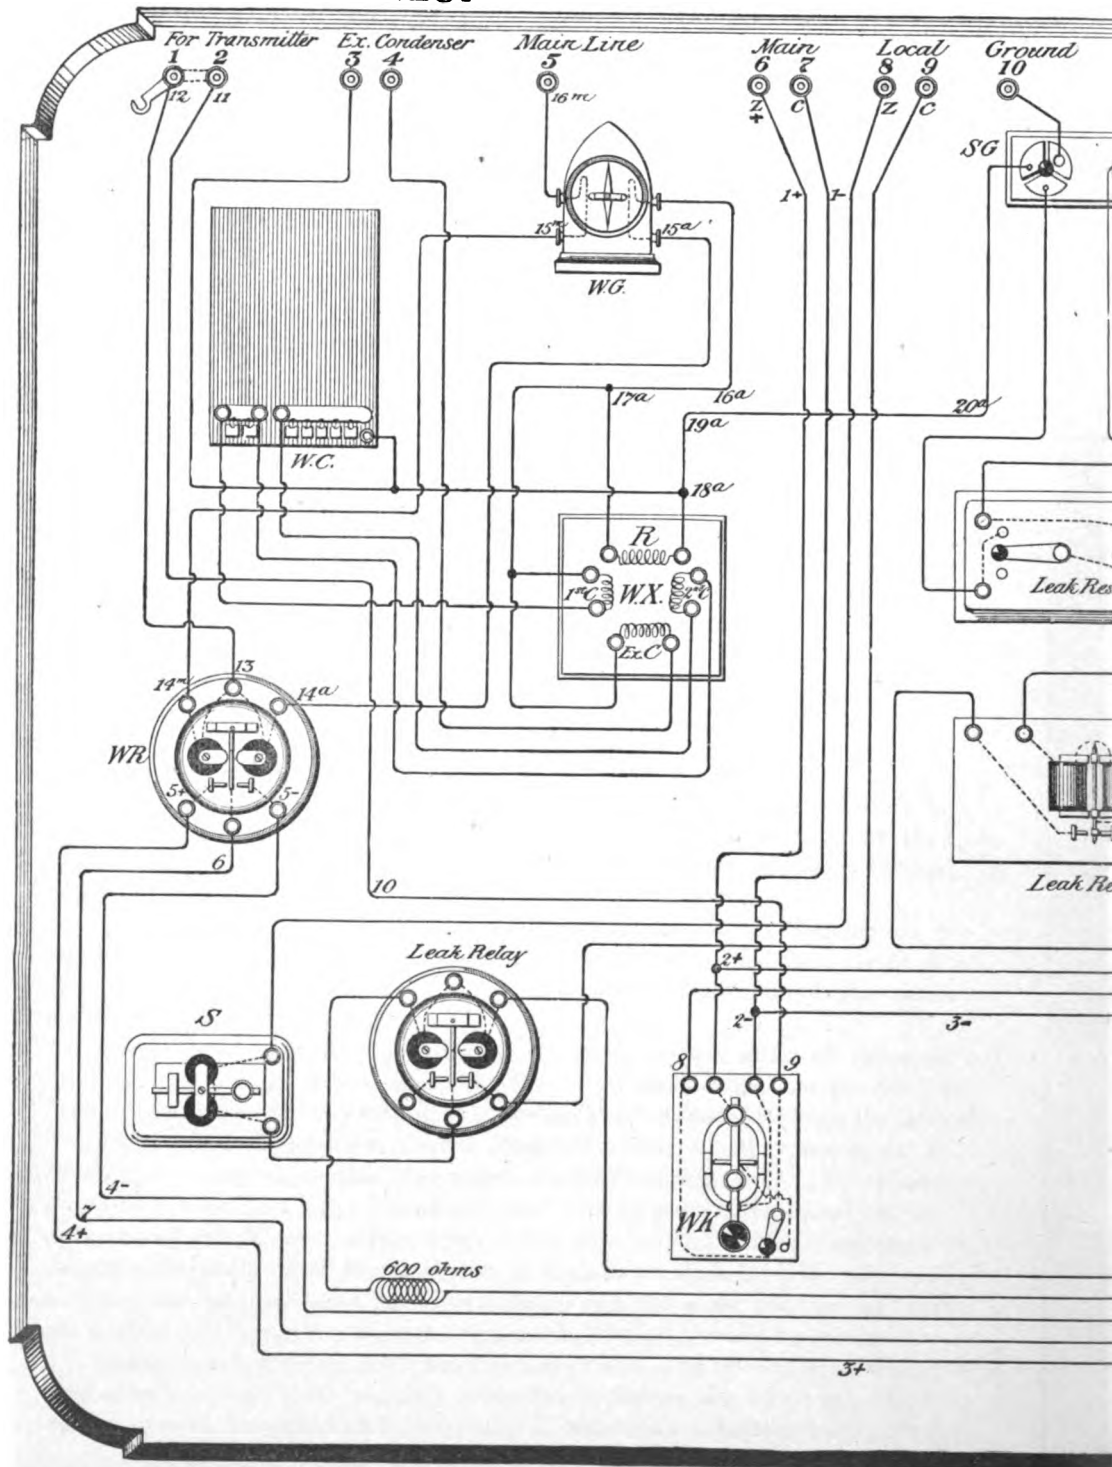 For Transmitter Ex. Condenser Main Line Main Local Ground
1 2 3 4 5 6 7 8 9 10
12 11 16m Z C Z C
+
SG
1+ 1-
15m 15a
W.G.
17a 16a 20a
19a
W.C.
18a
R
1st C W.X. 2nd C
Leak Res
Ex.C
13
14m 14a
WR
5+ 5-
6
10
Leak Re
Leak Relay
2+
S
2- 3-
8 9
4-
7
4+
WK
600 ohms
3+